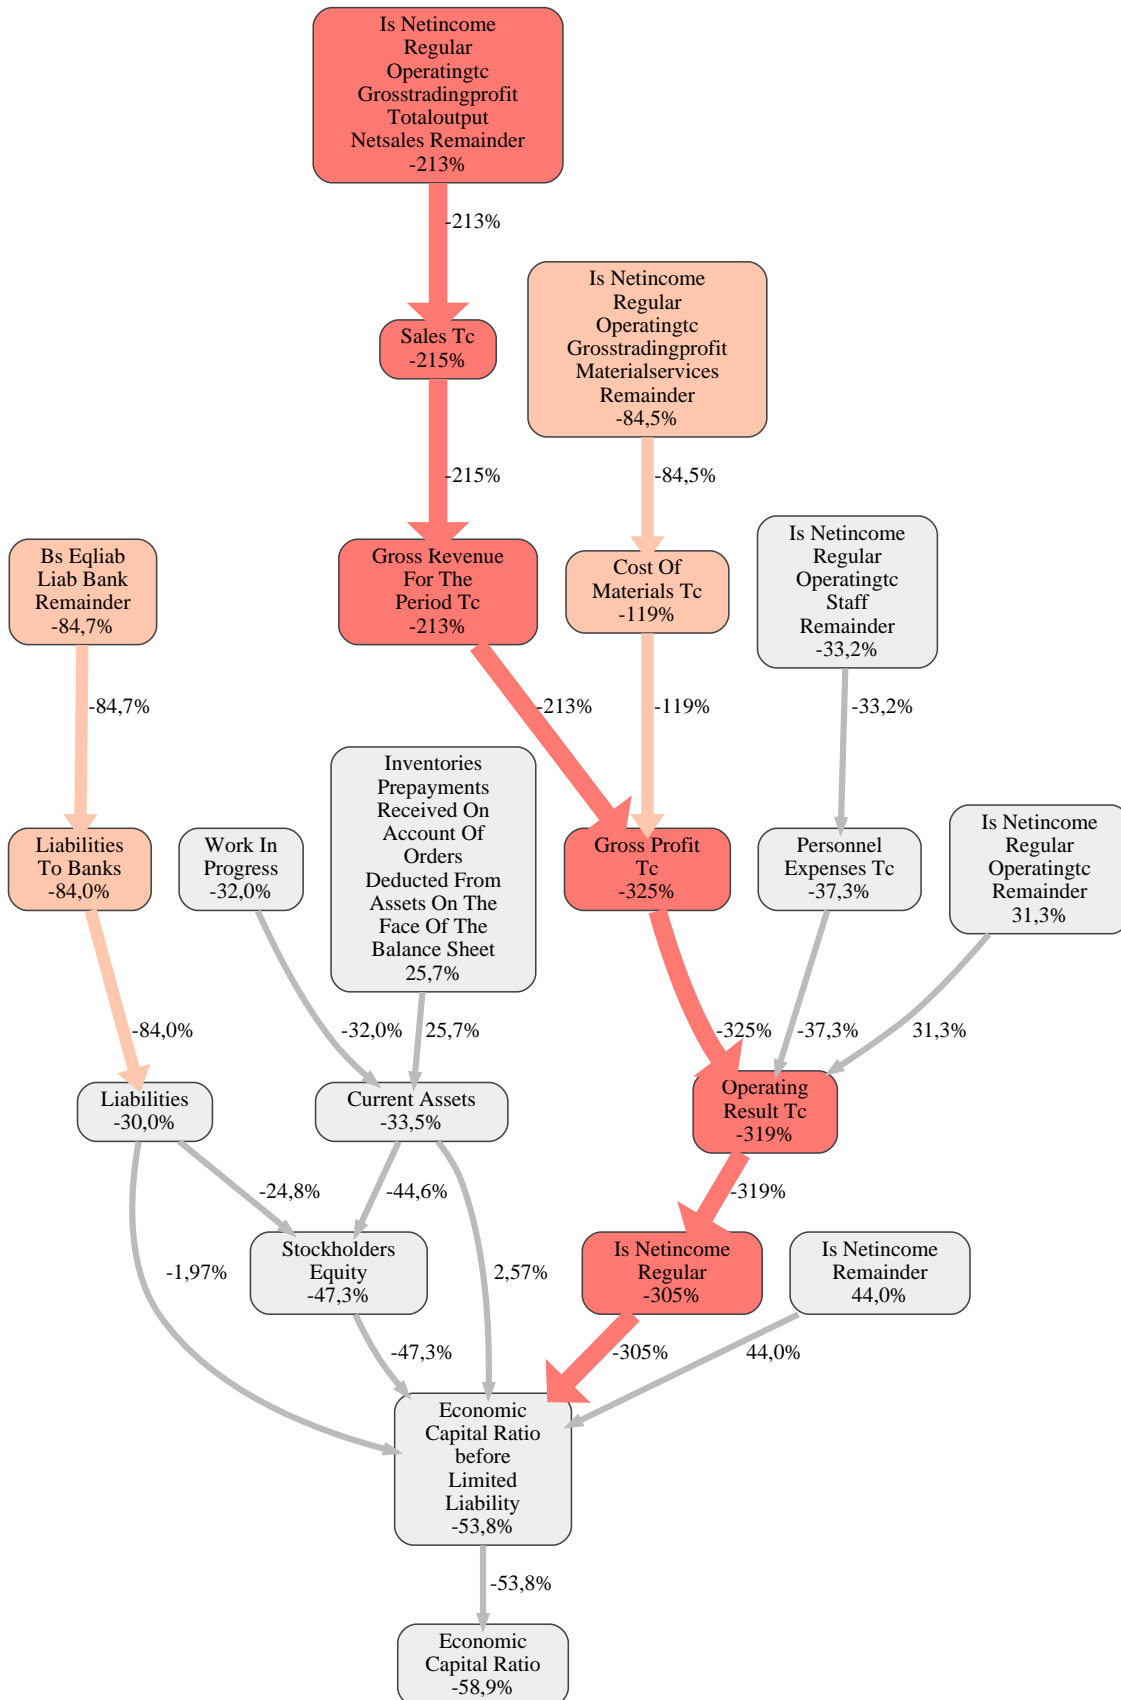 Is Netincome
Regular
Operatingtc
Grosstradingprofit
Totaloutput
Netsales Remainder
-213%
-213%
Is Netincome
Regular
Operatingtc
Grosstradingprofit
Materialservices
Remainder
-84,5%
Sales Tc
-215%
-215%
-84,5%
Bs Eqliab
Liab Bank
Remainder
-84,7%
Gross Revenue
For The
Period Tc
-213%
Cost Of
Materials Tc
-119%
Is Netincome
Regular
Operatingtc
Staff
Remainder
-33,2%
-84,7%
-213%
-119%
-33,2%
Inventories
Prepayments
Received On
Account Of
Orders
Deducted From
Assets On The
Face Of The
Balance Sheet
25,7%
Liabilities
To Banks
-84,0%
Work In
Progress
-32,0%
Gross Profit
Tc
-325%
Personnel
Expenses Tc
-37,3%
Is Netincome
Regular
Operatingtc
Remainder
31,3%
-84,0%
-32,0%
25,7%
-325%
-37,3%
31,3%
Liabilities
-30,0%
Current Assets
-33,5%
Operating
Result Tc
-319%
-24,8%
-44,6%
-319%
Stockholders
Equity
-47,3%
Is Netincome
Regular
-305%
Is Netincome
Remainder
44,0%
-1,97%
2,57%
-47,3%
-305%
44,0%
Economic
Capital Ratio
before
Limited
Liability
-53,8%
-53,8%
Economic
Capital Ratio
-58,9%